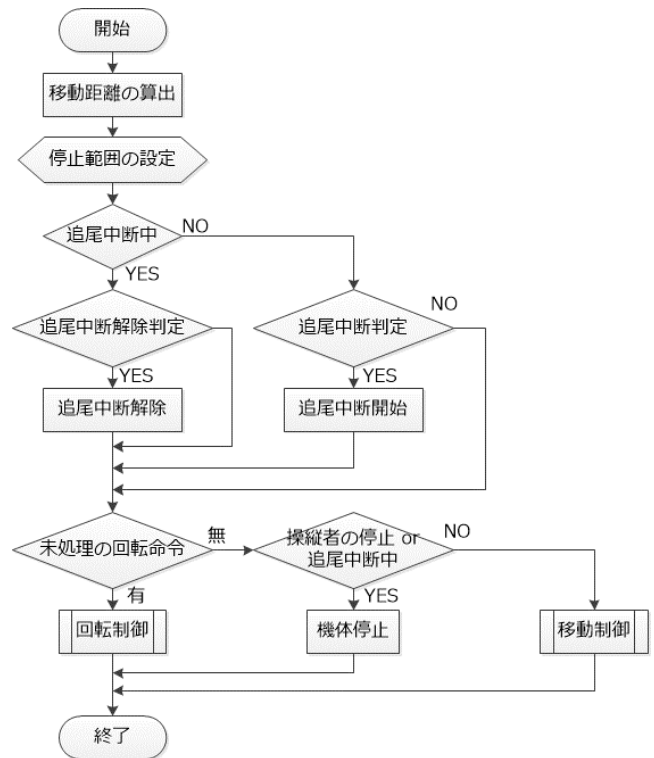 開始
移動距離の算出
停止範囲の設定
追尾中断中
NO
YES
追尾中断解除判定
追尾中断判定
NO
YES
YES
追尾中断解除
追尾中断開始
未処理の回転命令
無
操縦者の停止 or
追尾中断中
NO
有
YES
回転制御
機体停止
移動制御
終了